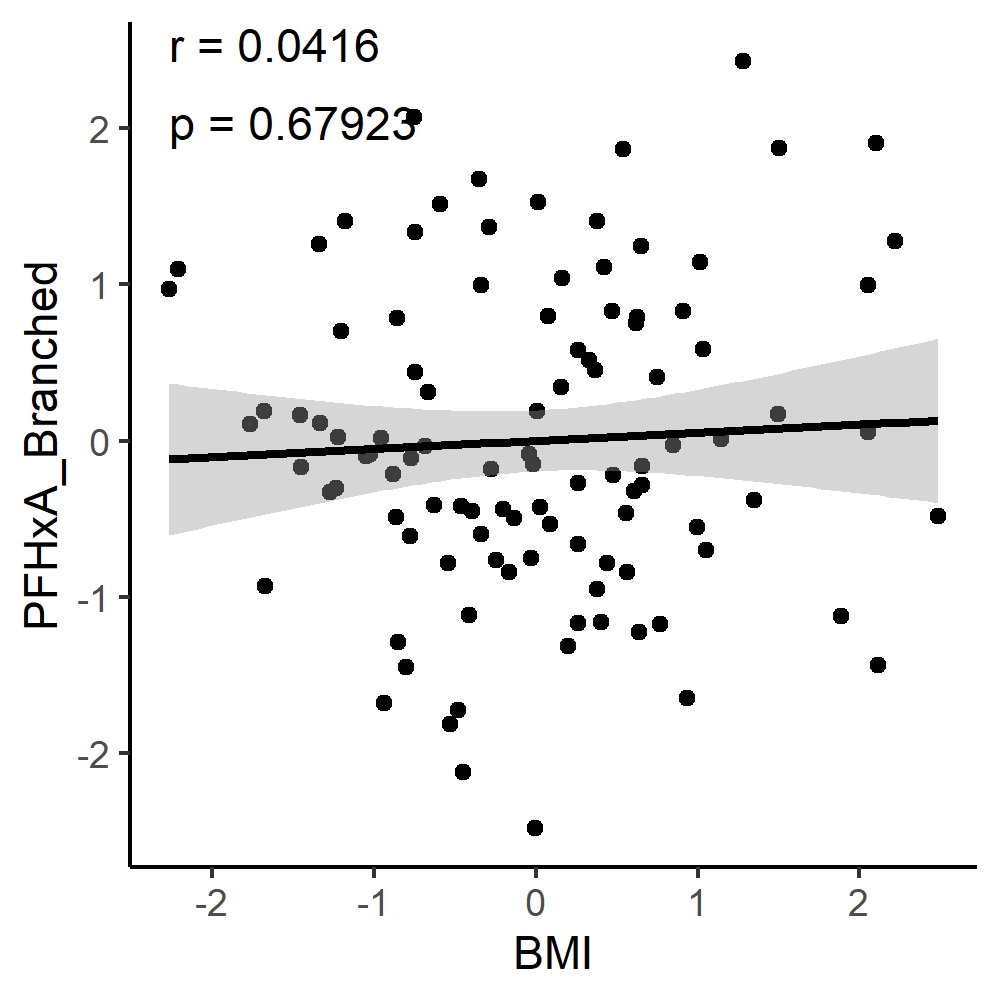 r = 0.0416
p = 0.67923
2
1
0
-1
-2
PFHxA_Branched
-2 -1 0 1 2
BMI